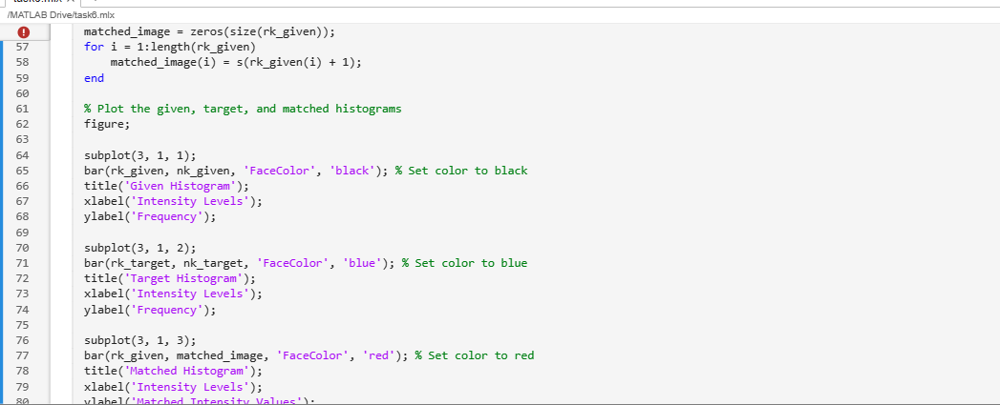 task6.mlx
/MATLAB Drive/task6.mlx
matched_image = zeros(size(rk_given));
57 for i = 1:length(rk_given)
58 matched_image(i) = s(rk_given(i) + 1);
59 end
60
61 % Plot the given, target, and matched histograms
62 figure;
63
64 subplot(3, 1, 1);
65 bar(rk_given, nk_given, 'FaceColor', 'black'); % Set color to black
66 title('Given Histogram');
67 xlabel('Intensity Levels');
68 ylabel('Frequency');
69
70 subplot(3, 1, 2);
71 bar(rk_target, nk_target, 'FaceColor', 'blue'); % Set color to blue
72 title('Target Histogram');
73 xlabel('Intensity Levels');
74 ylabel('Frequency');
75
76 subplot(3, 1, 3);
77 bar(rk_given, matched_image, 'FaceColor', 'red'); % Set color to red
78 title('Matched Histogram');
79 xlabel('Intensity Levels');
80 ylabel('Matched Intensity Values');